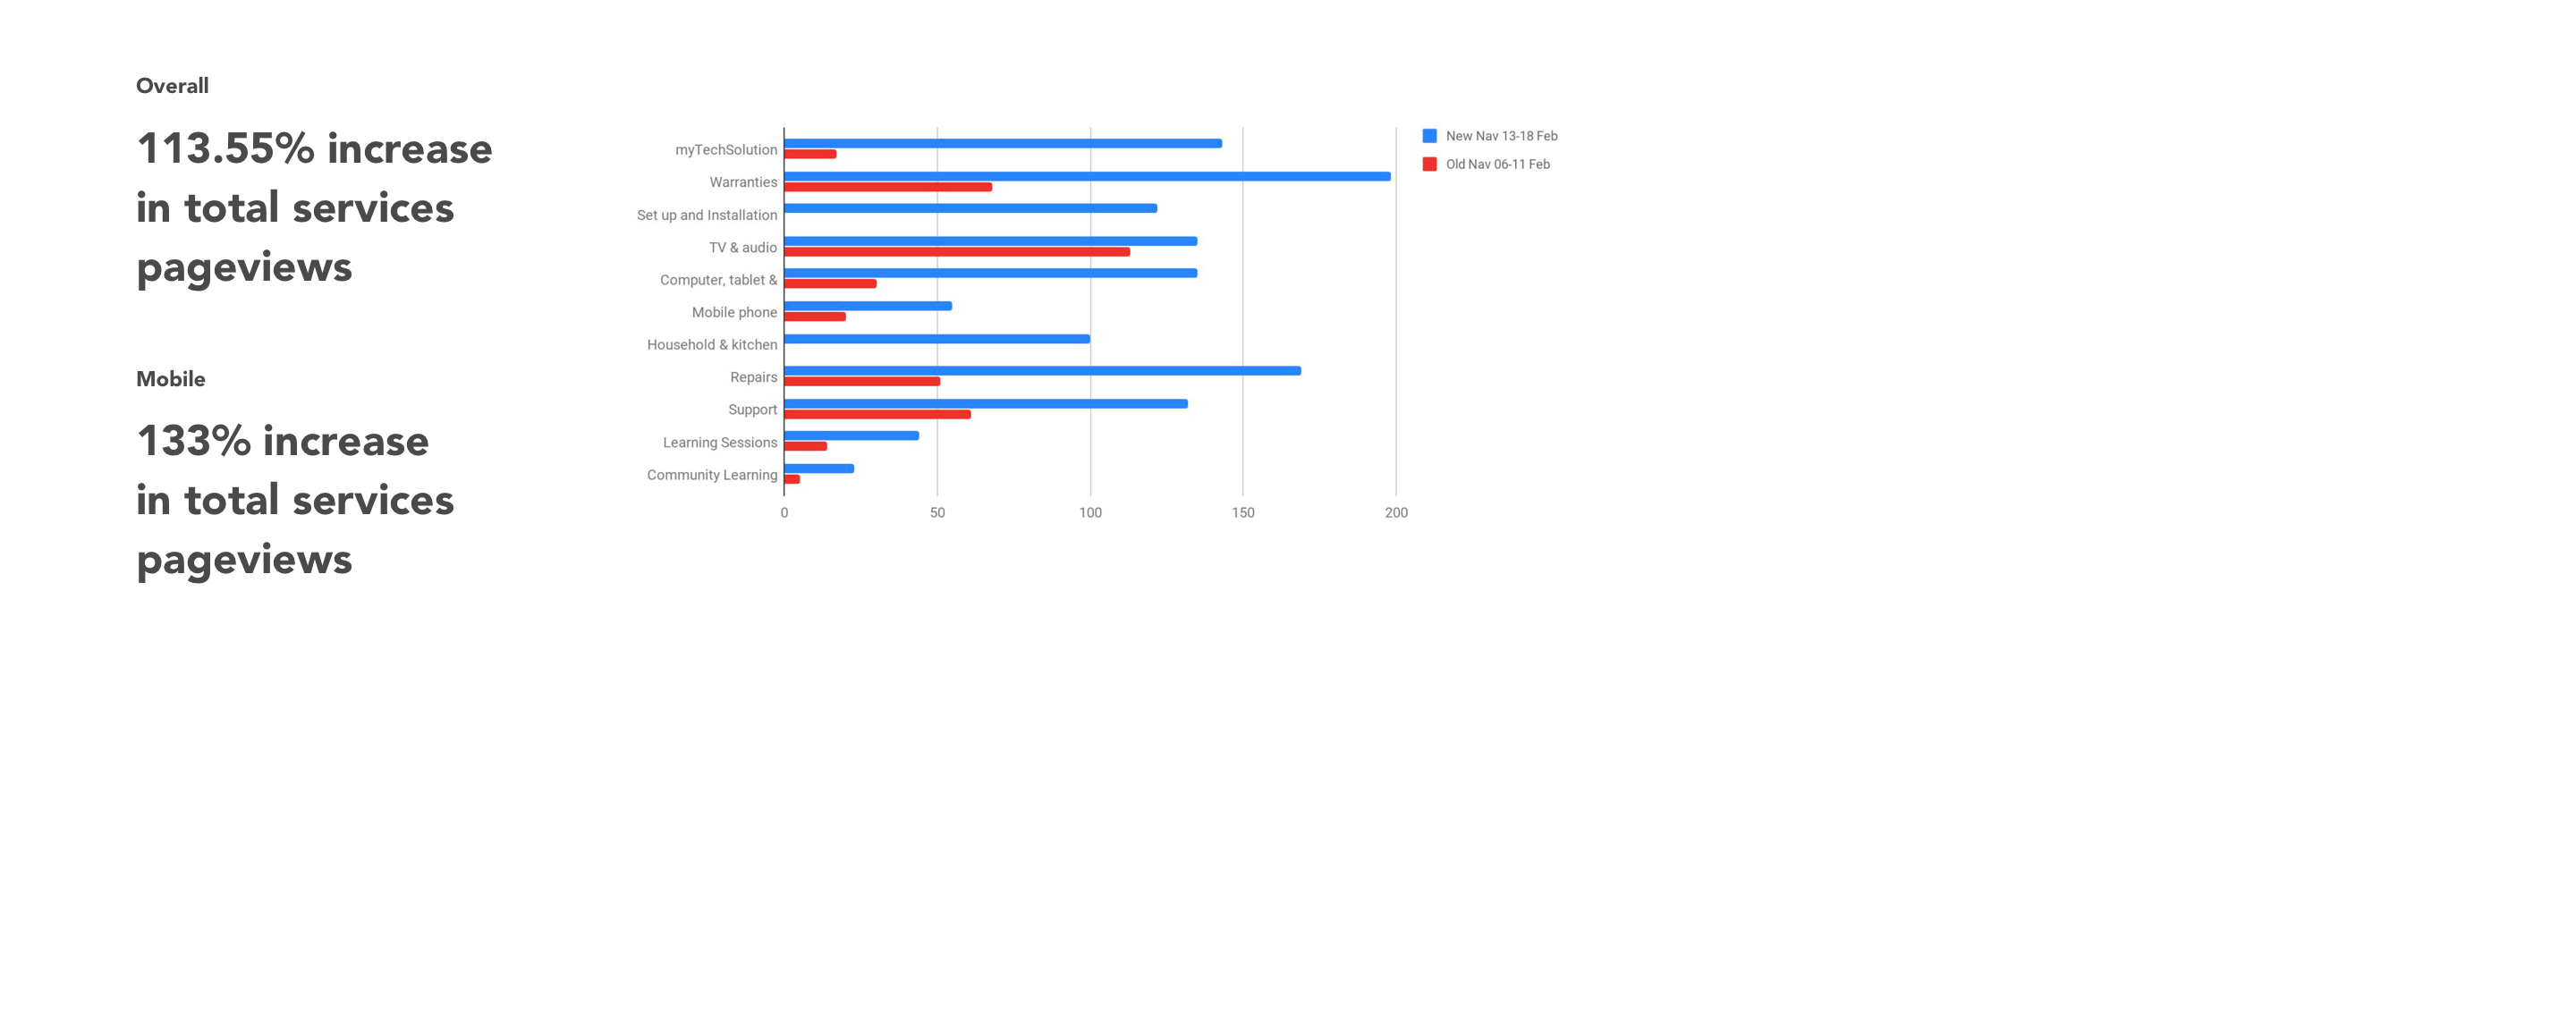 Overall
113.55% increase
in total services
pageviews
Mobile
133% increase
in total services
pageviews
myTechSolution
Warranties
Set up and Installation
TV & audio
Computer, tablet &
Mobile phone
Household & kitchen
Repairs
Support
Learning Sessions
Community Learning
0 50 100 150 200
New Nav 13-18 Feb
Old Nav 06-11 Feb